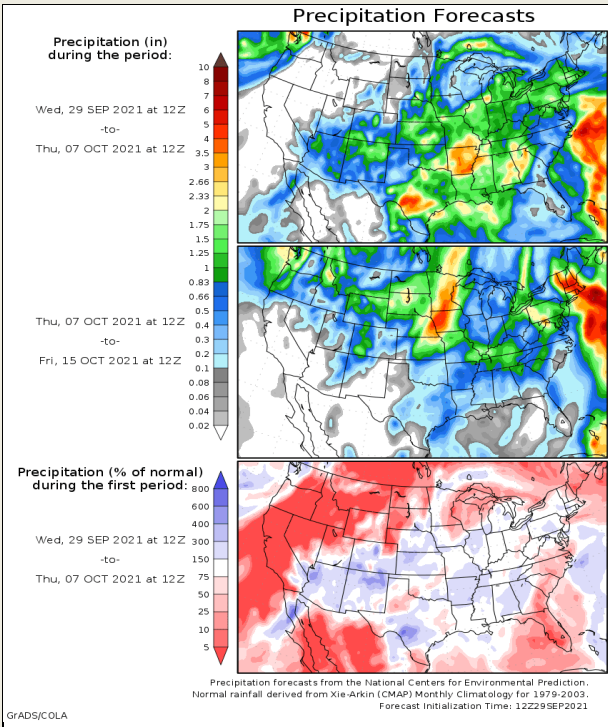 Precipitation Forecasts
Precipitation (in)
during the period:
Wed, 29 SEP 2021 at 12Z
-to-
Thu, 07 OCT 2021 at 12Z
10
8
7
6
5
4
3.5
3
2.66
2.33
2
1.75
1.5
1.25
1
0.83
0.66
0.5
0.4
0.3
0.2
0.1
0.08
0.06
0.04
0.02
Thu, 07 OCT 2021 at 12Z
-to-
Fri, 15 OCT 2021 at 12Z
Precipitation (% of normal)
during the first period:
Wed, 29 SEP 2021 at 12Z
-to-
Thu, 07 OCT 2021 at 12Z
800
600
400
300
150
75
50
25
10
5
Precipitation forecasts from the National Centers for Environmental Prediction.
Normal rainfall derived from Xie-Arkin (CMAP) Monthly Climatology for 1979-2003.
Forecast Initialization Time: 12Z29SEP2021
GrADS/COLA